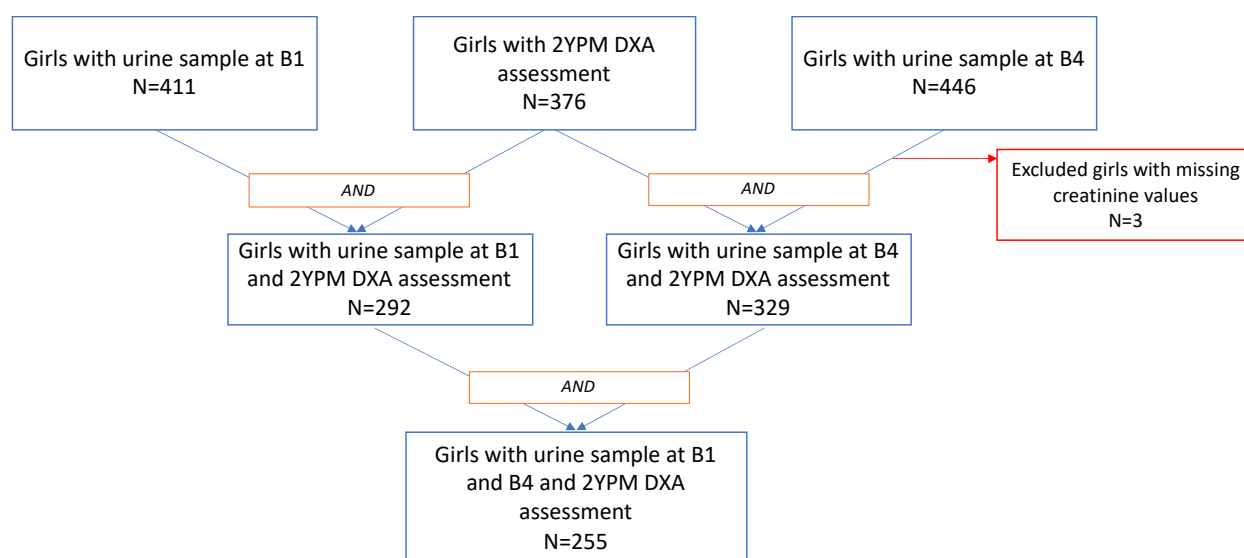 Girls with urine sample at B1
N=411
Girls with 2YPM DXA
assessment
N=376
Girls with urine sample at B4
N=446
Excluded girls with missing
creatinine values
N=3
AND
AND
Girls with urine sample at B1
and 2YPM DXA assessment
N=292
Girls with urine sample at B4
and 2YPM DXA assessment
N=329
AND
Girls with urine sample at B1
and B4 and 2YPM DXA
assessment
N=255